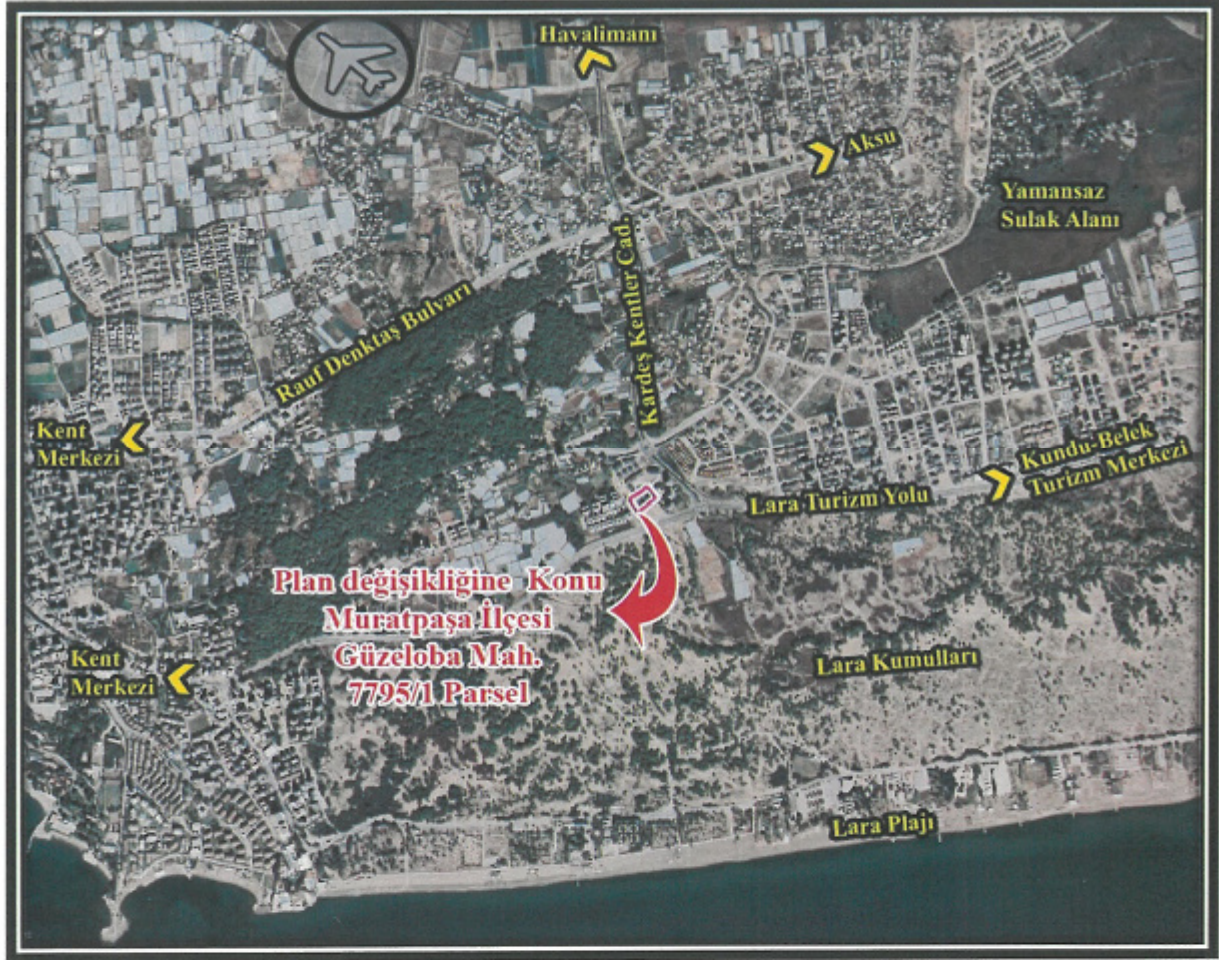 Havalimanı
Aksu
Yamansaz
Sulak Alanı
Kardeş Kentler Cad.
Rauf Denktaş Bulvarı
Kent
Merkezi
Kundu-Belek
Turizm Merkezi
Lara Turizm Yolu
Plan değişikliğine Konu
Muratpaşa İlçesi
Güzeloba Mah.
7795/1 Parsel
Kent
Merkezi
Lara Kumulları
Lara Plajı